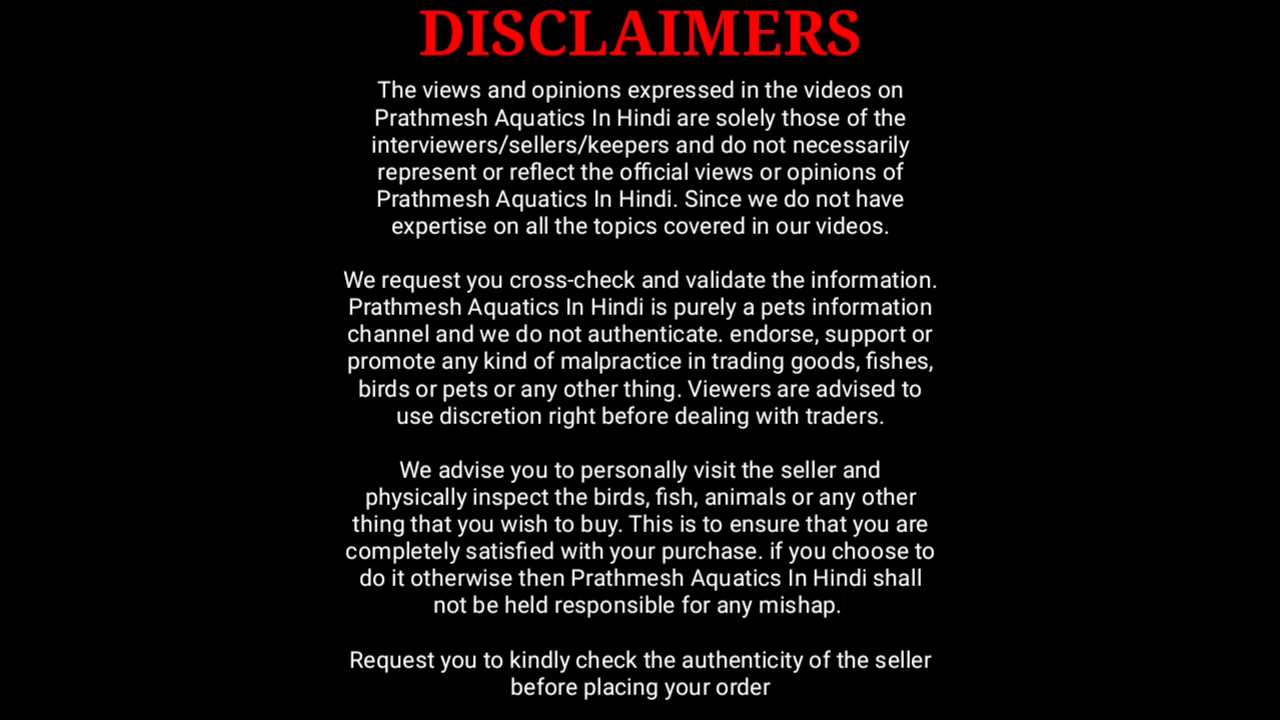 DISCLAIMERS
The views and opinions expressed in the videos on
Prathmesh Aquatics In Hindi are solely those of the
interviewers/sellers/keepers and do not necessarily
represent or reflect the official views or opinions of
Prathmesh Aquatics In Hindi. Since we do not have
expertise on all the topics covered in our videos.
We request you cross-check and validate the information.
Prathmesh Aquatics In Hindi is purely a pets information
channel and we do not authenticate. endorse, support or
promote any kind of malpractice in trading goods, fishes,
birds or pets or any other thing. Viewers are advised to
use discretion right before dealing with traders.
We advise you to personally visit the seller and
physically inspect the birds, fish, animals or any other
thing that you wish to buy. This is to ensure that you are
completely satisfied with your purchase. if you choose to
do it otherwise then Prathmesh Aquatics In Hindi shall
not be held responsible for any mishap.
Request you to kindly check the authenticity of the seller
before placing your order